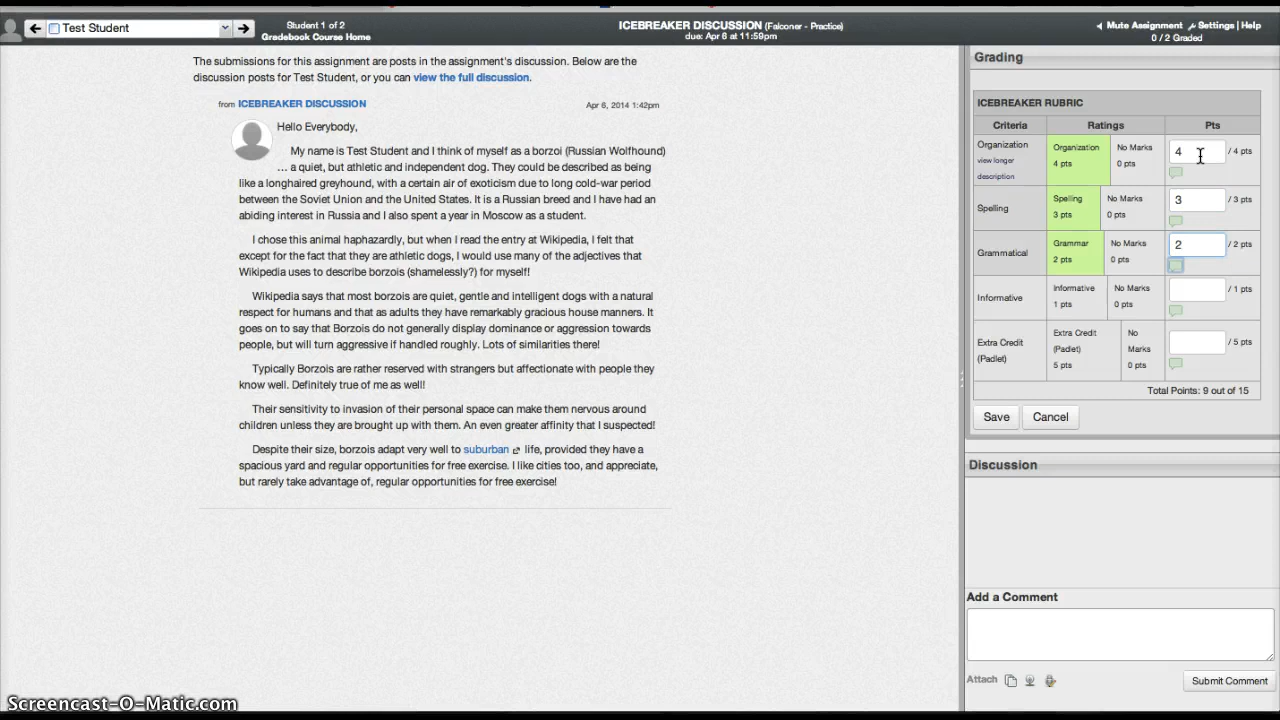 Test Student
Student 1 of 2
Gradebook Course Home
ICEBREAKER DISCUSSION (Falconer - Practice)
due: Apr 6 at 11:59pm
Mute Assignment Settings | Help
0 / 2 Graded
The submissions for this assignment are posts in the assignment's discussion. Below are the
discussion posts for Test Student, or you can view the full discussion.
from ICEBREAKER DISCUSSION
Apr 6, 2014 1:42pm
Hello Everybody,
My name is Test Student and I think of myself as a borzoi (Russian Wolfhound)
... a quiet, but athletic and independent dog. They could be described as being
like a longhaired greyhound, with a certain air of exoticism due to long cold-war period
between the Soviet Union and the United States. It is a Russian breed and I have had an
abiding interest in Russia and I also spent a year in Moscow as a student.
I chose this animal haphazardly, but when I read the entry at Wikipedia, I felt that
except for the fact that they are athletic dogs, I would use many of the adjectives that
Wikipedia uses to describe borzois (shamelessly?) for myself!
Wikipedia says that most borzois are quiet, gentle and intelligent dogs with a natural
respect for humans and that as adults they have remarkably gracious house manners. It
goes on to say that Borzois do not generally display dominance or aggression towards
people, but will turn aggressive if handled roughly. Lots of similarities there!
Typically Borzois are rather reserved with strangers but affectionate with people they
know well. Definitely true of me as well!
Their sensitivity to invasion of their personal space can make them nervous around
children unless they are brought up with them. An even greater affinity that I suspected!
Despite their size, borzois adapt very well to suburban life, provided they have a
spacious yard and regular opportunities for free exercise. I like cities too, and appreciate,
but rarely take advantage of, regular opportunities for free exercise!
Grading
ICEBREAKER RUBRIC
Criteria Ratings Pts
Organization
view longer
description
Organization
4 pts
No Marks
0 pts
4 / 4 pts
Spelling
Spelling
3 pts
No Marks
0 pts
3 / 3 pts
Grammatical
Grammar
2 pts
No Marks
0 pts
2 / 2 pts
Informative
Informative
1 pts
No Marks
0 pts
/ 1 pts
Extra Credit
(Padlet)
Extra Credit
(Padlet)
5 pts
No
Marks
0 pts
/ 5 pts
Total Points: 9 out of 15
Save Cancel
Discussion
Add a Comment
Attach
Submit Comment
Screencast-O-Matic.com